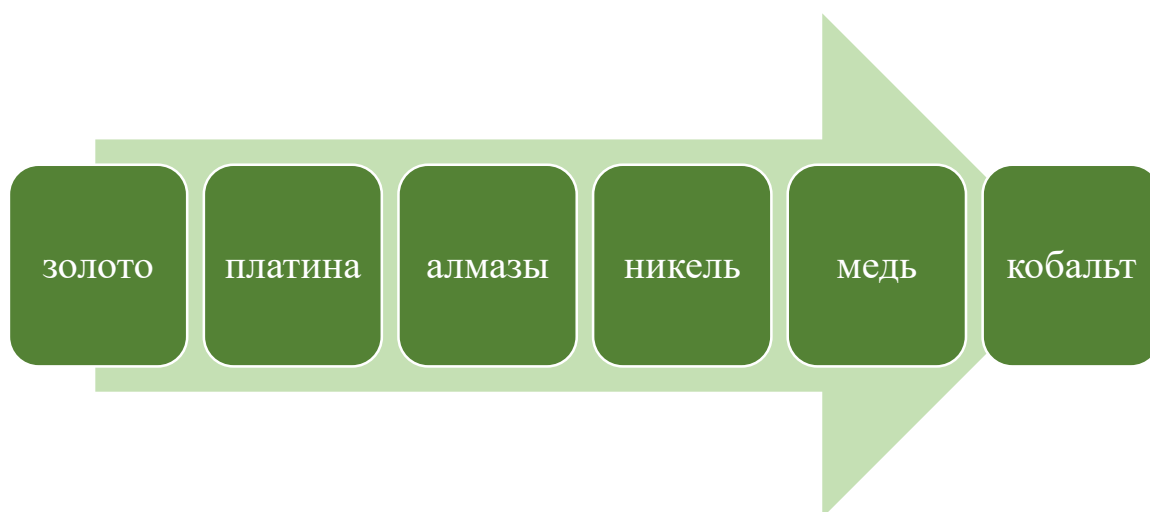 золото
платина
алмазы
никель
медь
кобальт